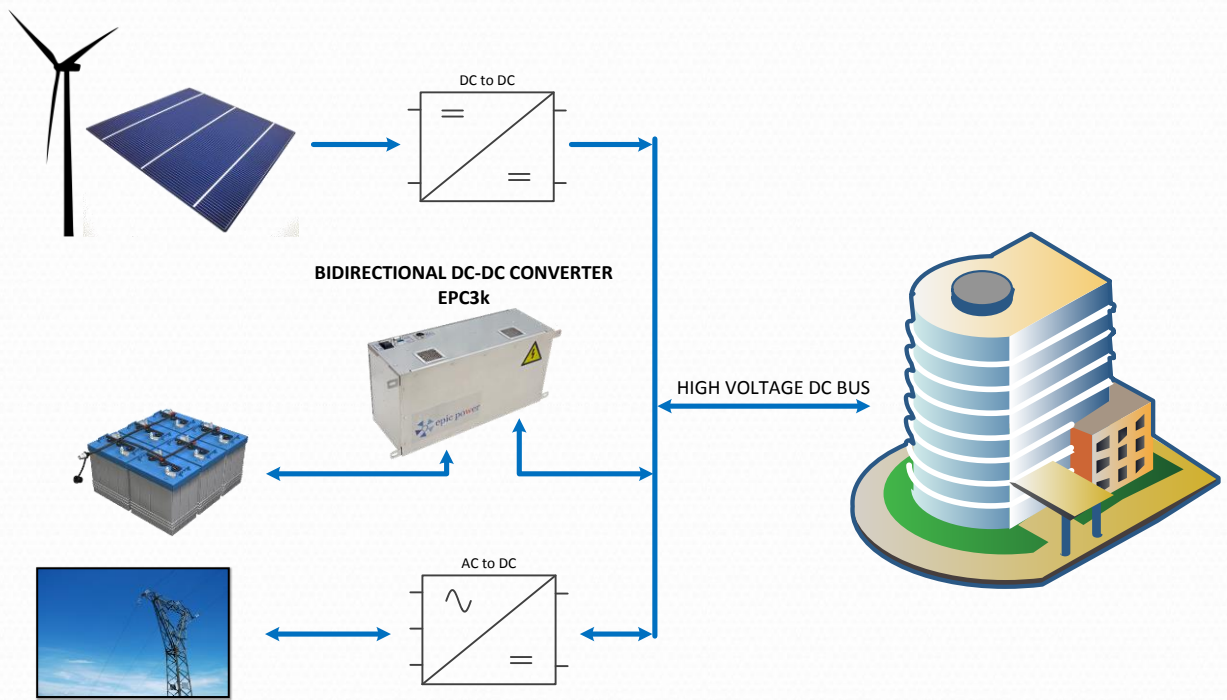 DC to DC
BIDIRECTIONAL DC-DC CONVERTER
EPC3k
epic power
HIGH VOLTAGE DC BUS
AC to DC